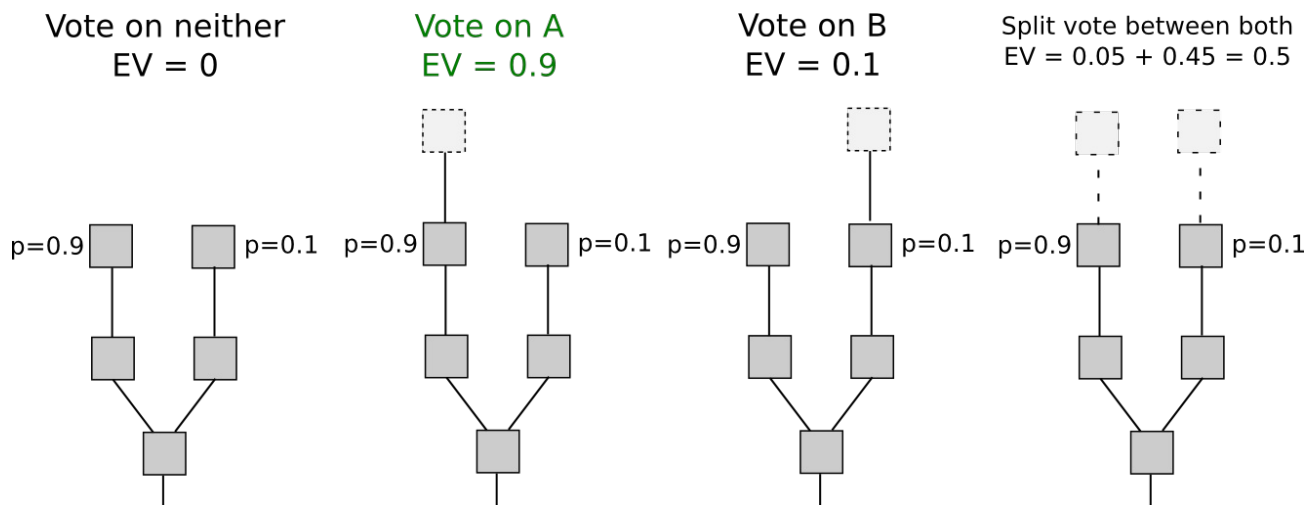 Vote on neither
EV = 0
Vote on A
EV = 0.9
Vote on B
EV = 0.1
Split vote between both
EV = 0.05 + 0.45 = 0.5
p=0.9
p=0.1
p=0.9
p=0.1
p=0.9
p=0.1
p=0.9
p=0.1